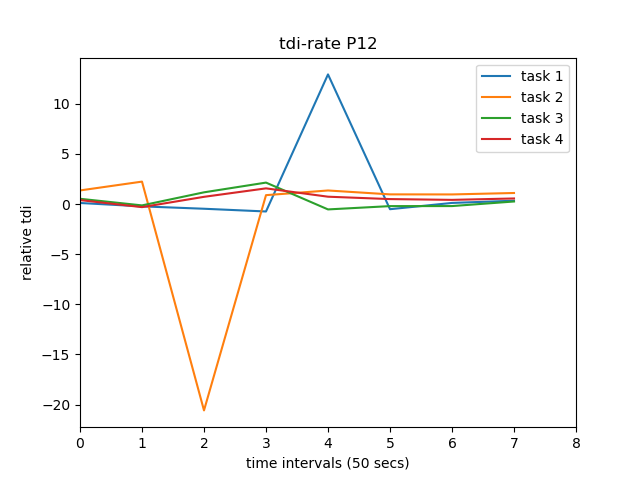 tdi-rate P12
task 1
task 2
task 3
task 4
relative tdi
10
5
0
−5
−10
−15
−20
0 1 2 3 4 5 6 7 8
time intervals (50 secs)